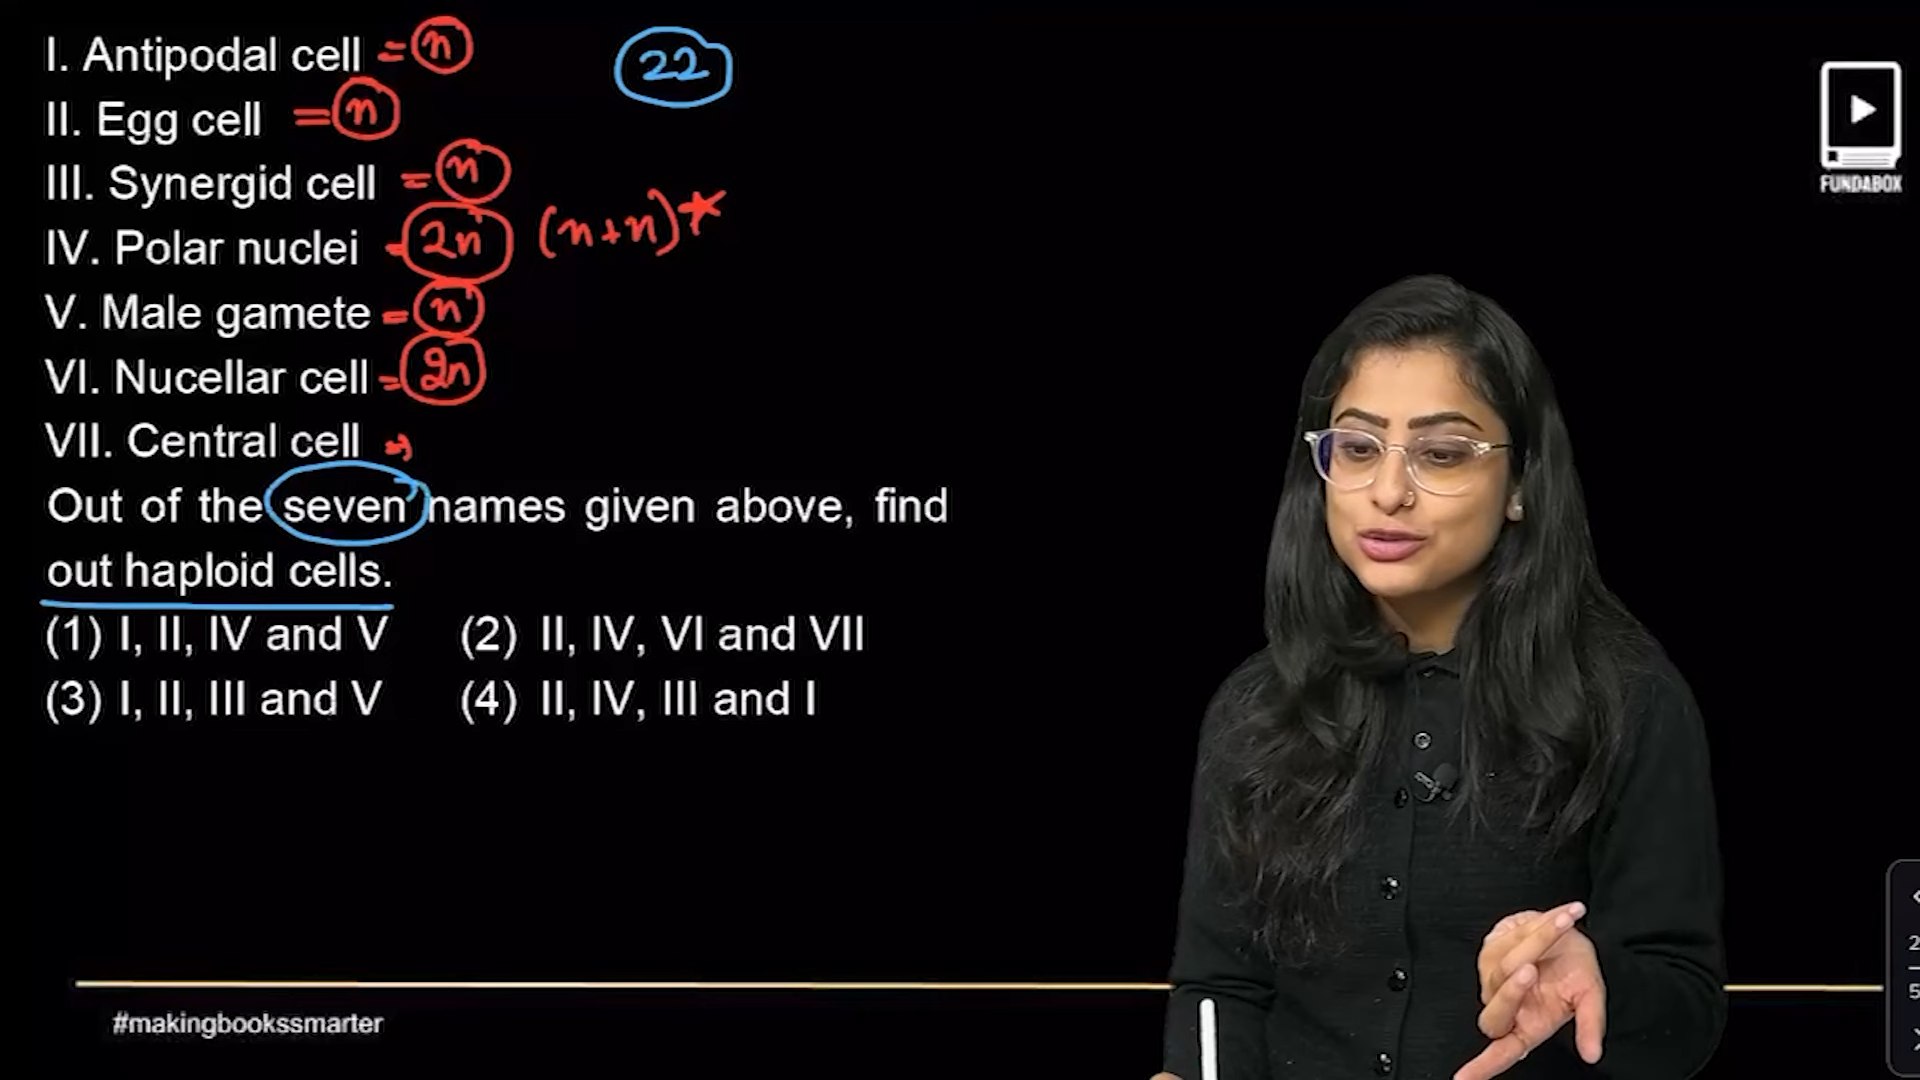 I. Antipodal cell = n
22
II. Egg cell = n
III. Synergid cell = n
IV. Polar nuclei - 2n (n+n)*
V. Male gamete = n
VI. Nucellar cell = 2n
VII. Central cell
Out of the seven names given above, find
out haploid cells.
(1) I, II, IV and V (2) II, IV, VI and VII
(3) I, II, III and V (4) II, IV, III and I
FUNDABOX
#makingbookssmarter